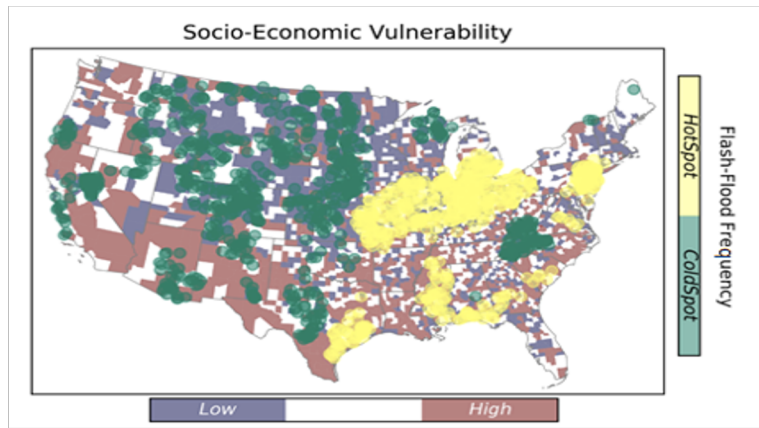 Socio-Economic Vulnerability
HotSpot
ColdSpot
Flash-Flood Frequency
Low
High